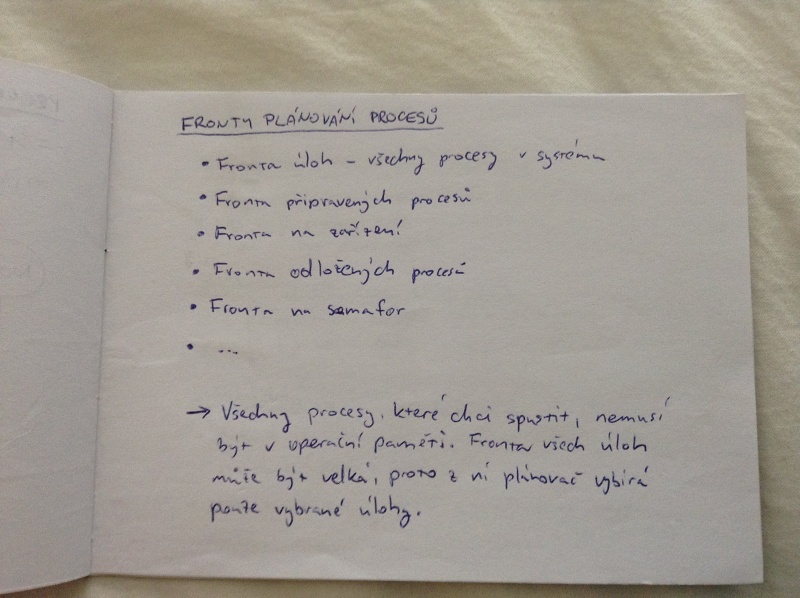 FRONTY PLÁNOVÁNÍ PROCESŮ
• Fronta úloh – všechny procesy v systému
• Fronta připravených procesů
• Fronta na zařízení
• Fronta odložených procesů
• Fronta na semafor
• ...
→ Všechny procesy, které chci spustit, nemusí
být v operační paměti. Fronta všech úloh
může být velká, proto z ní plánovač vybírá
pouze vybrané úlohy.